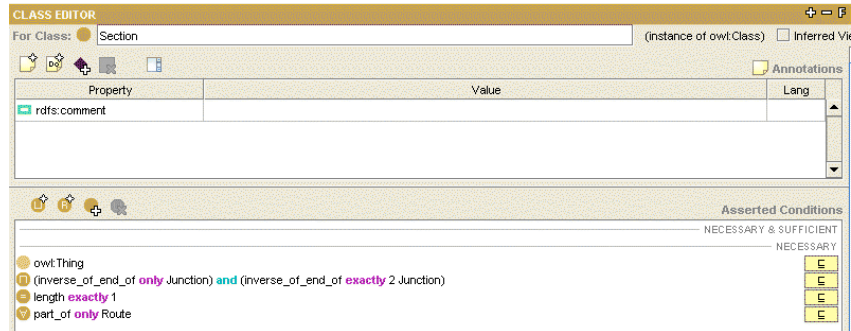 CLASS EDITOR
For Class: Section (instance of owl:Class) Inferred Vie
Annotations
Property Value Lang
rdfs:comment
Asserted Conditions
NECESSARY & SUFFICIENT
NECESSARY
owl:Thing
(inverse_of_end_of only Junction) and (inverse_of_end_of exactly 2 Junction)
length exactly 1
part_of only Route